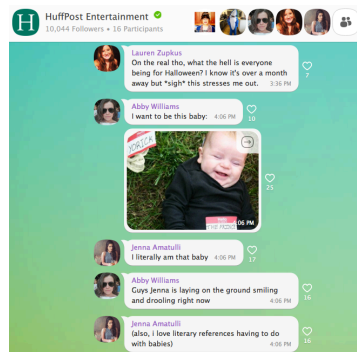 HuffPost Entertainment
10,044 Followers • 16 Participants
Lauren Zupkus
On the real tho, what the hell is everyone
being for Halloween? I know it's over a month
away but *sigh* this stresses me out. 3:36 PM
7
Abby Williams
I want to be this baby: 4:06 PM
10
YORICK
4:06 PM
25
Jenna Amatulli
I literally am that baby 4:06 PM
17
Abby Williams
Guys Jenna is laying on the ground smiling
and drooling right now 4:06 PM
16
Jenna Amatulli
(also, i love literary references having to do
with babies) 4:06 PM
16